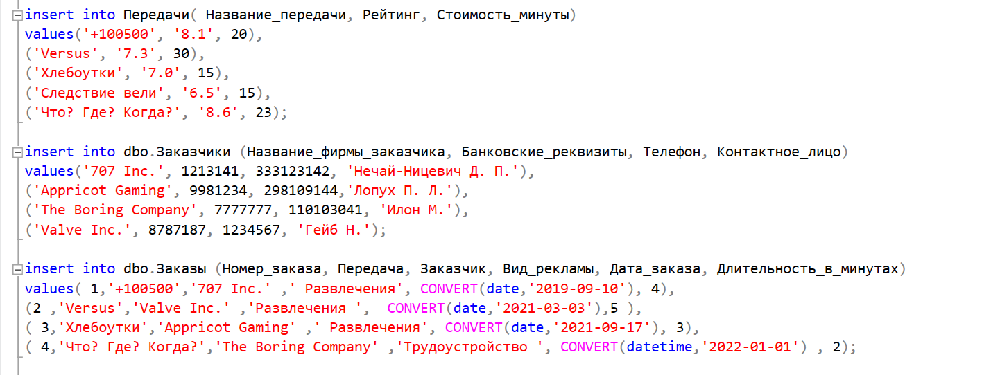 insert into Передачи( Название_передачи, Рейтинг, Стоимость_минуты)
values('+100500', '8.1', 20),
('Versus', '7.3', 30),
('Хлебоутки', '7.0', 15),
('Следствие вели', '6.5', 15),
('Что? Где? Когда?', '8.6', 23);
insert into dbo.Заказчики (Название_фирмы_заказчика, Банковские_реквизиты, Телефон, Контактное_лицо)
values('707 Inc.', 1213141, 333123142, 'Нечай-Ницевич Д. П.'),
('Appricot Gaming', 9981234, 298109144,'Лопух П. Л.'),
('The Boring Company', 7777777, 110103041, 'Илон М.'),
('Valve Inc.', 8787187, 1234567, 'Гейб Н.');
insert into dbo.Заказы (Номер_заказа, Передача, Заказчик, Вид_рекламы, Дата_заказа, Длительность_в_минутах)
values( 1,'+100500','707 Inc.' ,' Развлечения', CONVERT(date,'2019-09-10'), 4),
(2 ,'Versus','Valve Inc.' ,'Развлечения ',  CONVERT(date,'2021-03-03'),5 ),
( 3,'Хлебоутки','Appricot Gaming' ,' Развлечения', CONVERT(date,'2021-09-17'), 3),
( 4,'Что? Где? Когда?','The Boring Company' ,'Трудоустройство ', CONVERT(datetime,'2022-01-01') , 2);